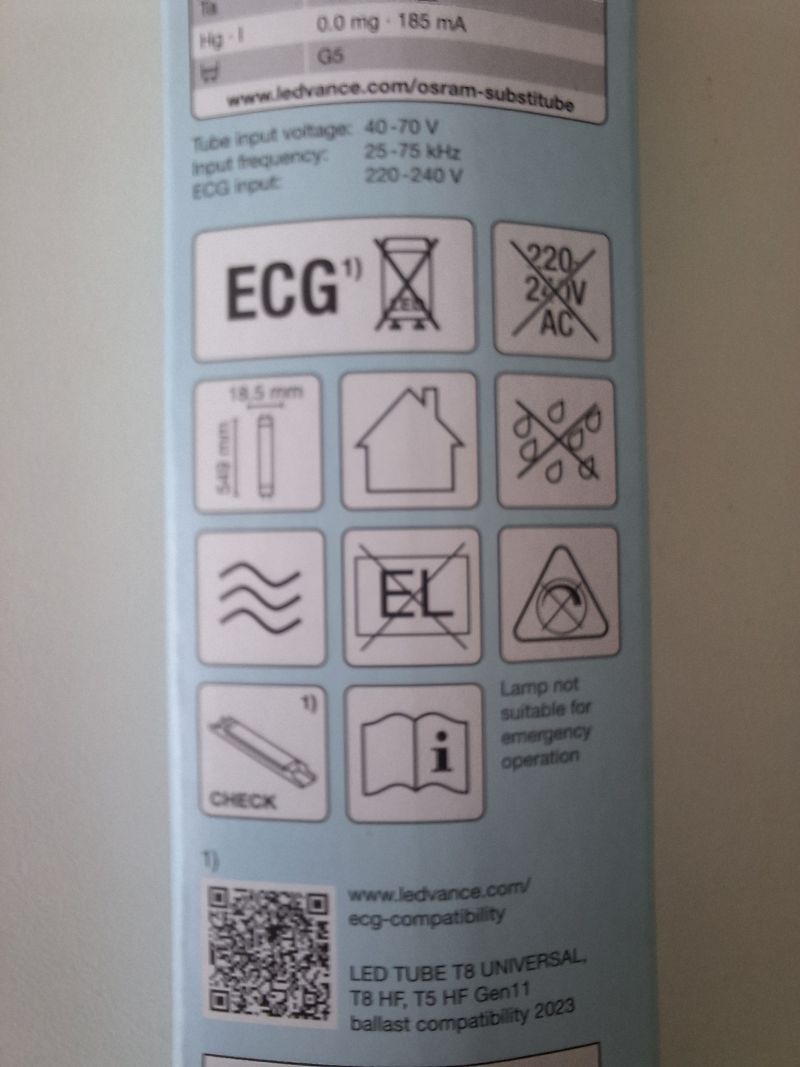 Ta
Hg · I 0.0 mg · 185 mA
G5
www.ledvance.com/osram-substitube
Tube input voltage: 40-70 V
Input frequency: 25-75 kHz
ECG input: 220-240 V
ECG 1) LED
220-
240V
AC
18,5 mm
549 mm
EL
1)
CHECK
i
Lamp not
suitable for
emergency
operation
1)
www.ledvance.com/
ecg-compatibility
LED TUBE T8 UNIVERSAL,
T8 HF, T5 HF Gen11
ballast compatibility 2023